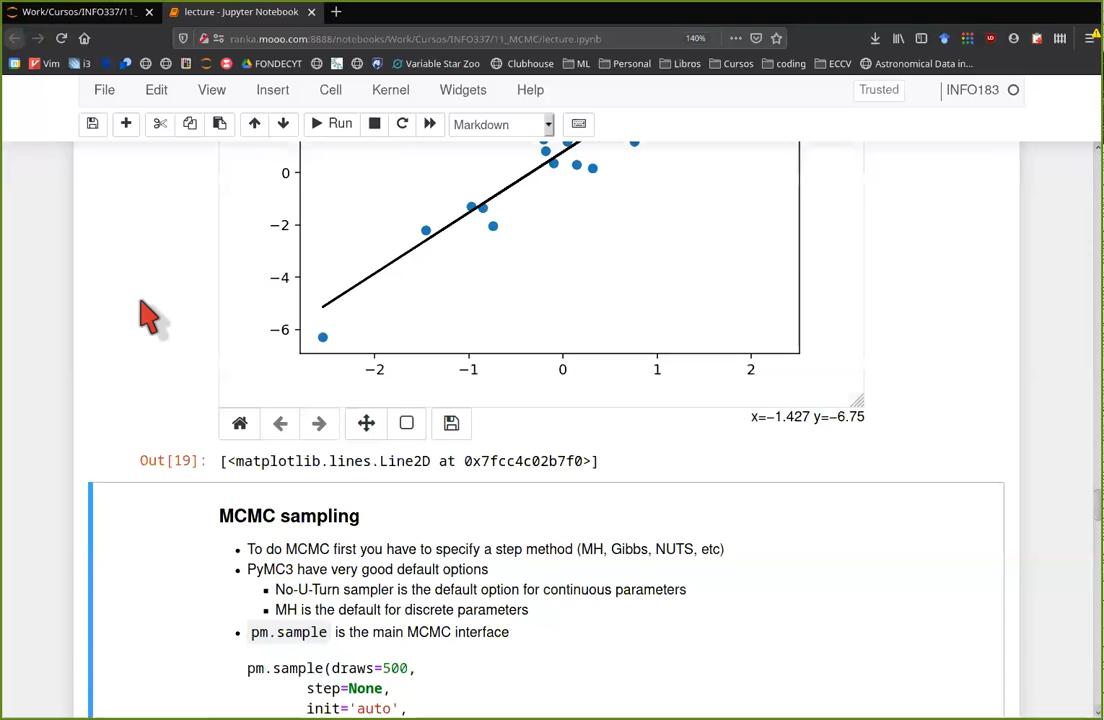 Work/Cursos/INFO337/11_
lecture - Jupyter Notebook
ranka.mooo.com:8888/notebooks/Work/Cursos/INFO337/11_MCMC/lecture.ipynb
140%
Vim
i3
FONDECYT
Variable Star Zoo
Clubhouse
ML
Personal
Libros
Cursos
coding
ECCV
Astronomical Data in...
File
Edit
View
Insert
Cell
Kernel
Widgets
Help
Trusted
INFO183
Run
Markdown
0
−2
−4
−6
−2
−1
0
1
2
x=−1.427 y=−6.75
Out[19]: [<matplotlib.lines.Line2D at 0x7fcc4c02b7f0>]
MCMC sampling
• To do MCMC first you have to specify a step method (MH, Gibbs, NUTS, etc)
• PyMC3 have very good default options
▪ No-U-Turn sampler is the default option for continuous parameters
▪ MH is the default for discrete parameters
• pm.sample is the main MCMC interface
pm.sample(draws=500,
step=None,
init='auto',